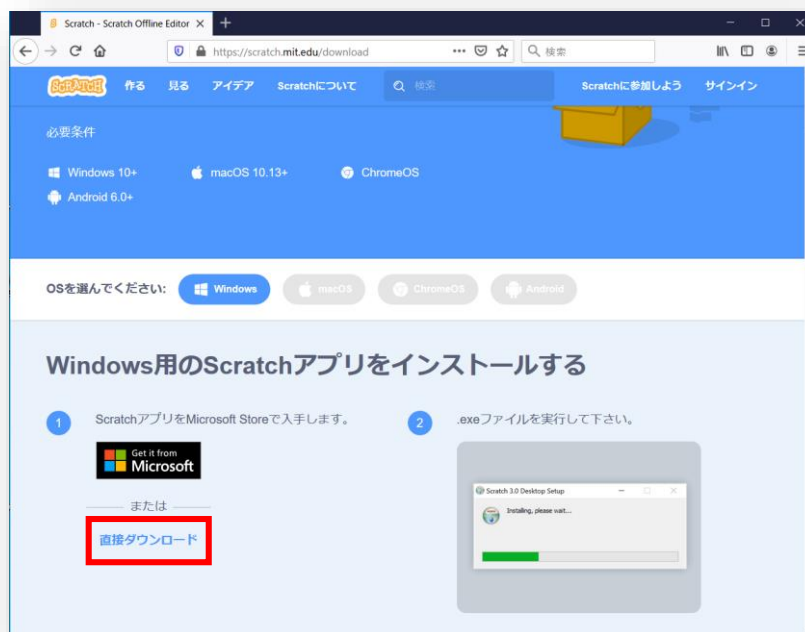 Scratch - Scratch Offline Editor
https://scratch.mit.edu/download
検索
SCRATCH 作る 見る アイデア Scratchについて 検索 Scratchに参加しよう サインイン
必要条件
Windows 10+ macOS 10.13+ ChromeOS
Android 6.0+
OSを選んでください: Windows macOS ChromeOS Android
Windows用のScratchアプリをインストールする
1 ScratchアプリをMicrosoft Storeで入手します。
2 .exeファイルを実行して下さい。
Get it from
Microsoft
または
直接ダウンロード
Scratch 3.0 Desktop Setup
Installing, please wait...